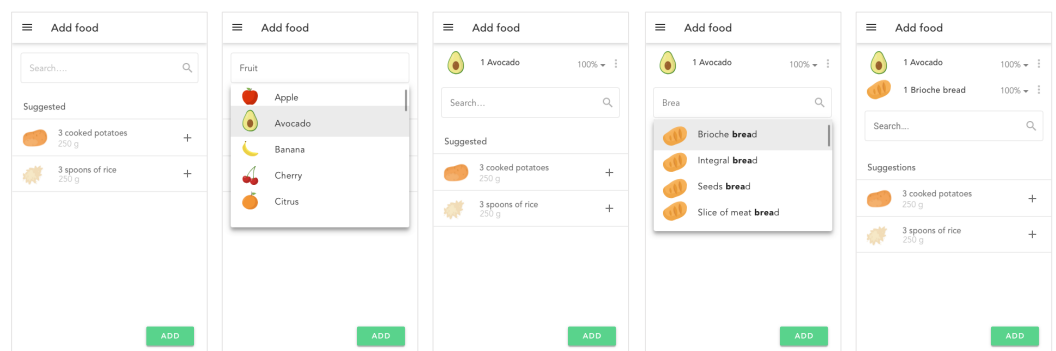 Add food
Search....
Suggested
3 cooked potatoes
250 g
3 spoons of rice
250 g
ADD
Add food
Fruit
Apple
Avocado
Banana
Cherry
Citrus
ADD
Add food
1 Avocado 100%
Search...
Suggested
3 cooked potatoes
250 g
3 spoons of rice
250 g
ADD
Add food
1 Avocado 100%
Brea
Brioche bread
Integral bread
Seeds bread
Slice of meat bread
ADD
Add food
1 Avocado 100%
1 Brioche bread 100%
Search...
Suggestions
3 cooked potatoes
250 g
3 spoons of rice
250 g
ADD